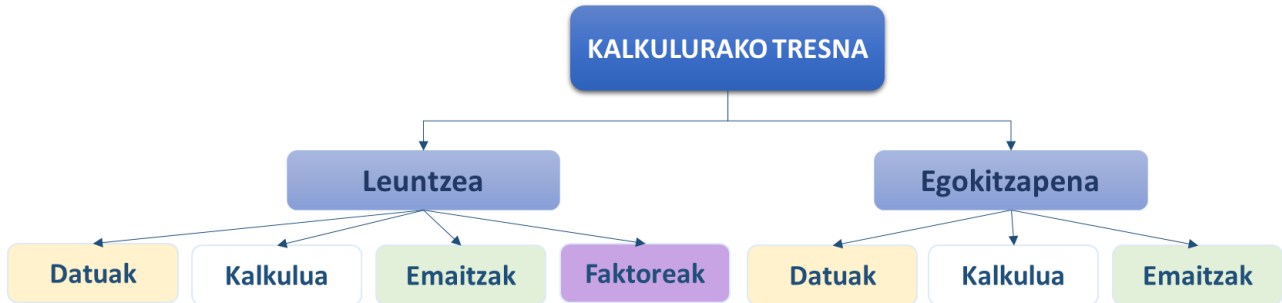 KALKULURAKO TRESNA
Leuntzea
Egokitzapena
Datuak
Kalkulua
Emaitzak
Faktoreak
Datuak
Kalkulua
Emaitzak